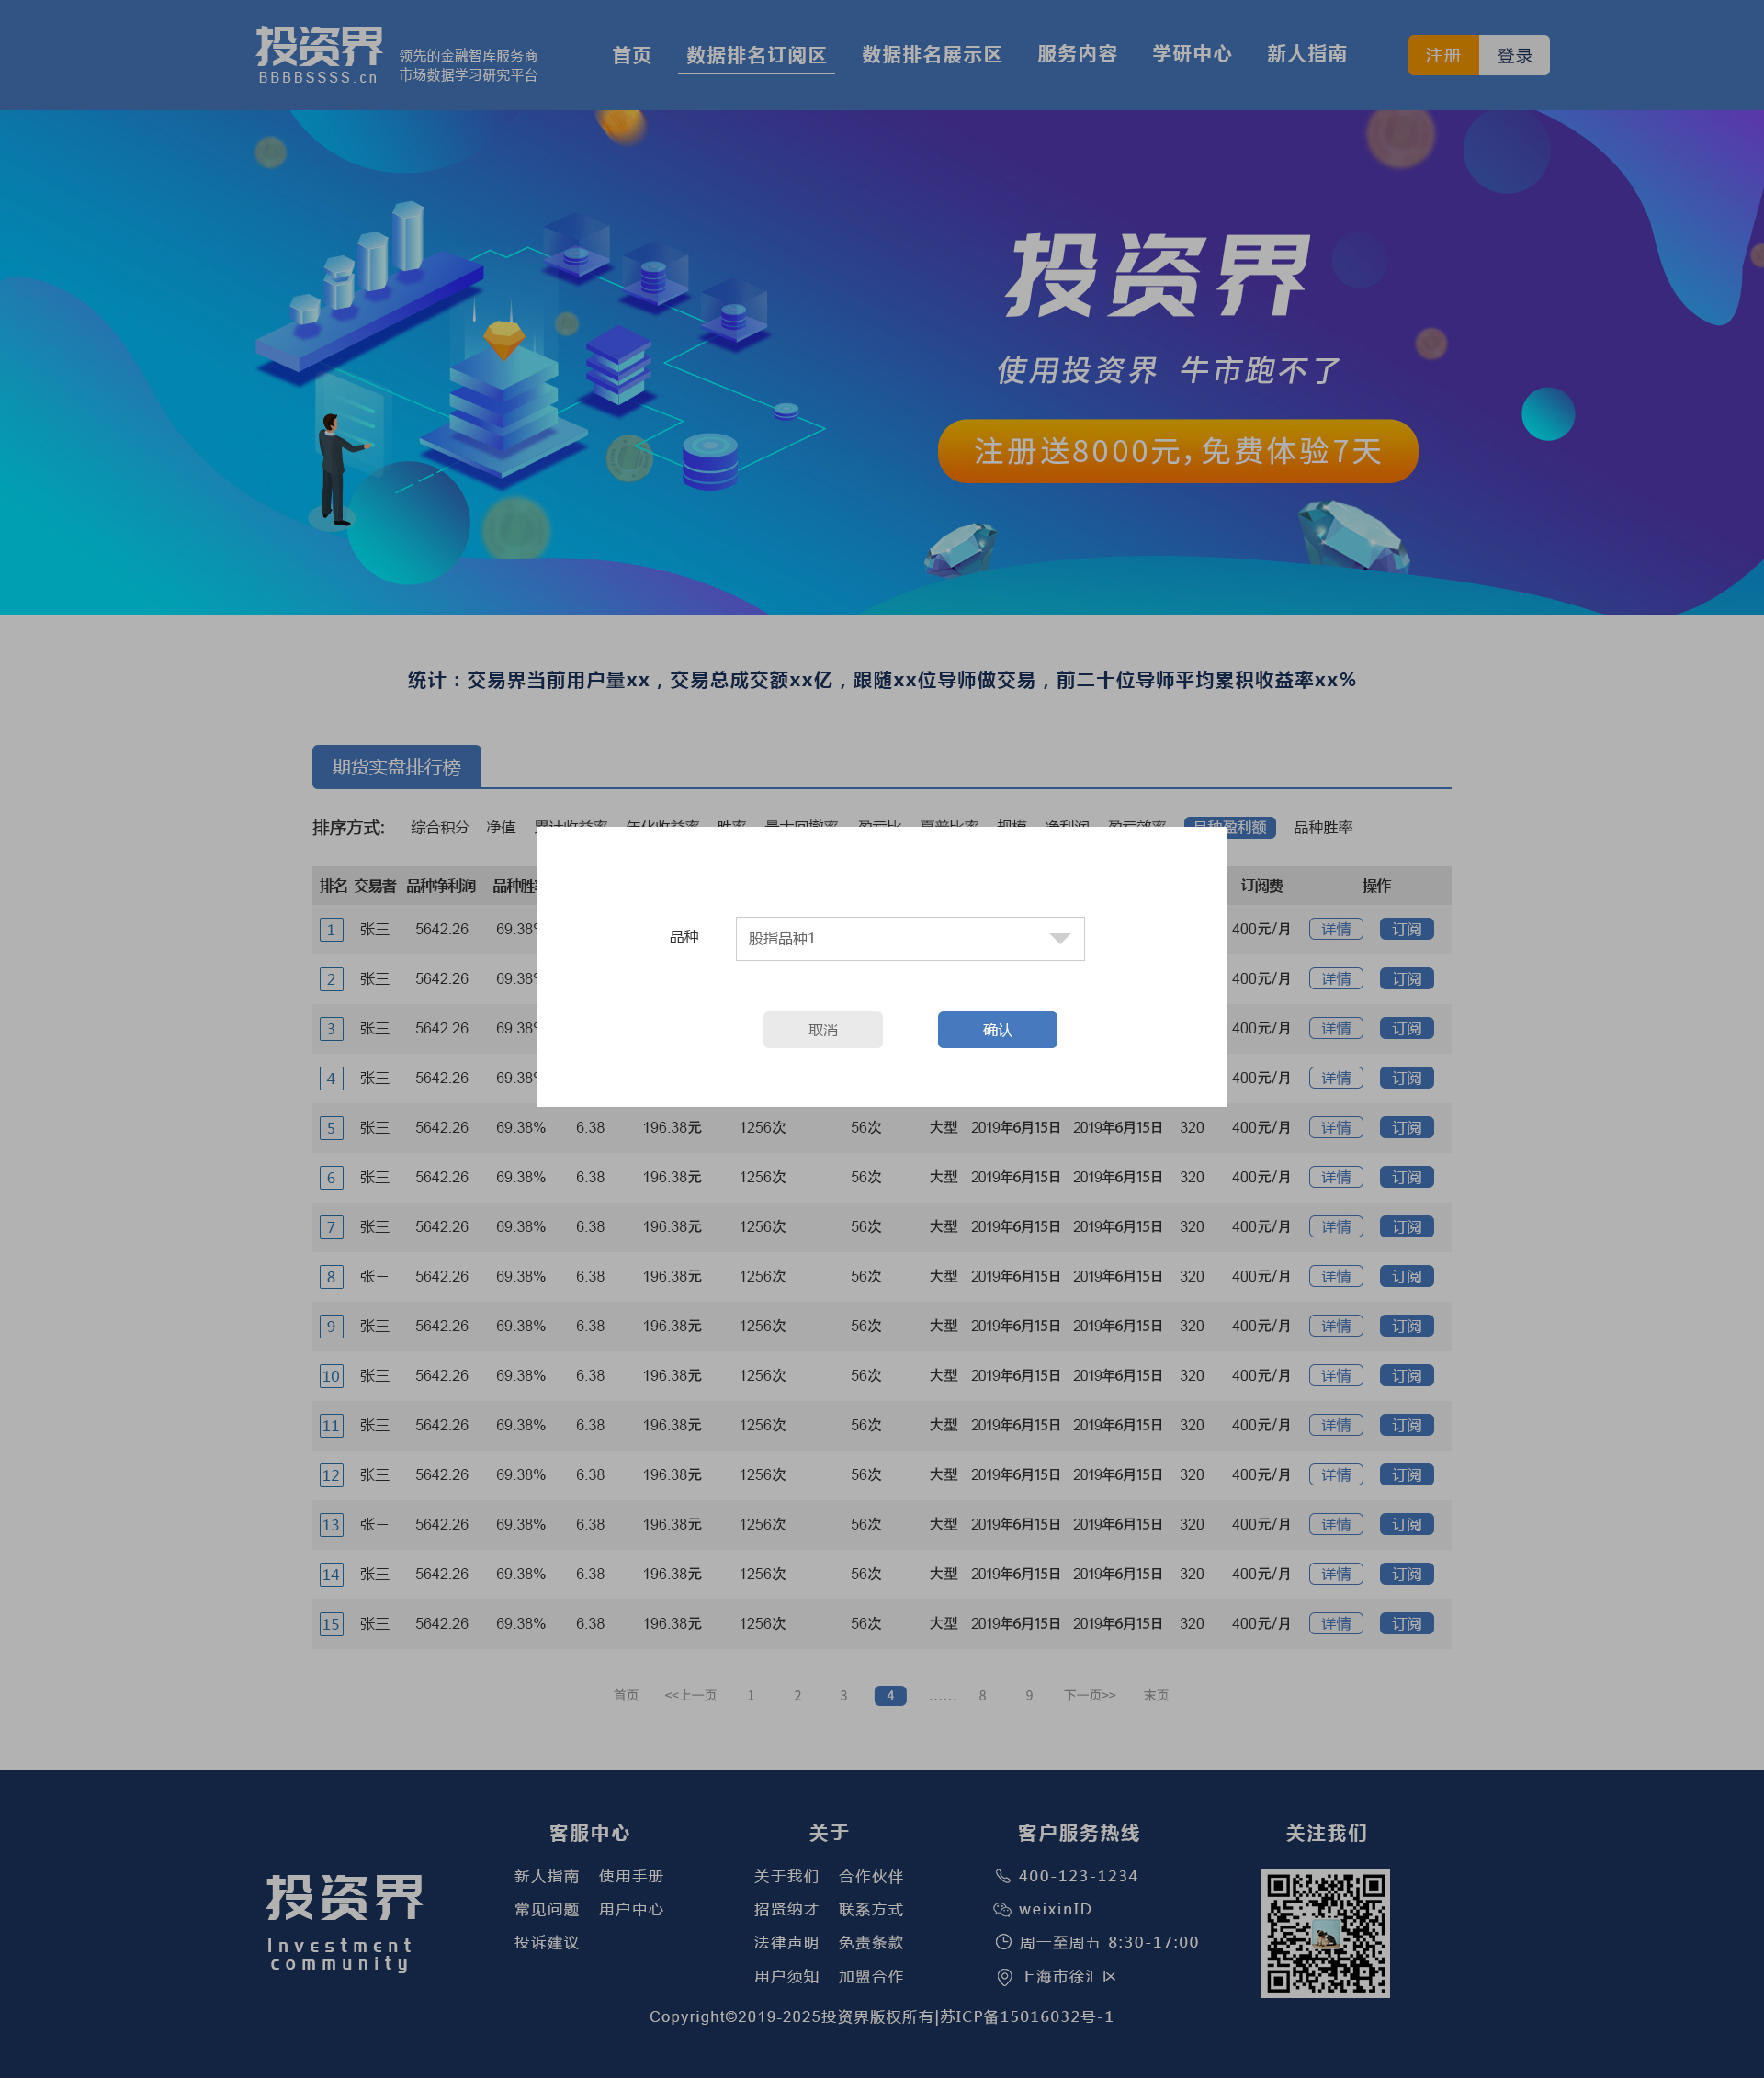 投资界
BBBBSSSS.cn
领先的金融智库服务商
市场数据学习研究平台
首页 数据排名订阅区 数据排名展示区 服务内容 学研中心 新人指南
注册 登录
投资界
使用投资界 牛市跑不了
注册送8000元，免费体验7天
统计：交易界当前用户量xx，交易总成交额xx亿，跟随xx位导师做交易，前二十位导师平均累积收益率xx%
期货实盘排行榜
排序方式: 综合积分 净值 累计收益率 年化收益率 胜率 最大回撤率 盈亏比 夏普比率 规模 净利润 盈亏效率 品种盈利额 品种胜率
排名 交易者 品种净利润 品种胜 订阅费 操作
1 张三 5642.26 69.38% 400元/月 详情 订阅
2 张三 5642.26 69.38% 400元/月 详情 订阅
3 张三 5642.26 69.38% 400元/月 详情 订阅
4 张三 5642.26 69.38% 400元/月 详情 订阅
品种 股指品种1
取消 确认
5 张三 5642.26 69.38% 6.38 196.38元 1256次 56次 大型 2019年6月15日 2019年6月15日 320 400元/月 详情 订阅
6 张三 5642.26 69.38% 6.38 196.38元 1256次 56次 大型 2019年6月15日 2019年6月15日 320 400元/月 详情 订阅
7 张三 5642.26 69.38% 6.38 196.38元 1256次 56次 大型 2019年6月15日 2019年6月15日 320 400元/月 详情 订阅
8 张三 5642.26 69.38% 6.38 196.38元 1256次 56次 大型 2019年6月15日 2019年6月15日 320 400元/月 详情 订阅
9 张三 5642.26 69.38% 6.38 196.38元 1256次 56次 大型 2019年6月15日 2019年6月15日 320 400元/月 详情 订阅
10 张三 5642.26 69.38% 6.38 196.38元 1256次 56次 大型 2019年6月15日 2019年6月15日 320 400元/月 详情 订阅
11 张三 5642.26 69.38% 6.38 196.38元 1256次 56次 大型 2019年6月15日 2019年6月15日 320 400元/月 详情 订阅
12 张三 5642.26 69.38% 6.38 196.38元 1256次 56次 大型 2019年6月15日 2019年6月15日 320 400元/月 详情 订阅
13 张三 5642.26 69.38% 6.38 196.38元 1256次 56次 大型 2019年6月15日 2019年6月15日 320 400元/月 详情 订阅
14 张三 5642.26 69.38% 6.38 196.38元 1256次 56次 大型 2019年6月15日 2019年6月15日 320 400元/月 详情 订阅
15 张三 5642.26 69.38% 6.38 196.38元 1256次 56次 大型 2019年6月15日 2019年6月15日 320 400元/月 详情 订阅
首页 <<上一页 1 2 3 4 …… 8 9 下一页>> 末页
投资界
Investment
community
客服中心
新人指南 使用手册
常见问题 用户中心
投诉建议
关于
关于我们 合作伙伴
招贤纳才 联系方式
法律声明 免责条款
用户须知 加盟合作
客户服务热线
400-123-1234
weixinID
周一至周五 8:30-17:00
上海市徐汇区
关注我们
Copyright©2019-2025投资界版权所有|苏ICP备15016032号-1